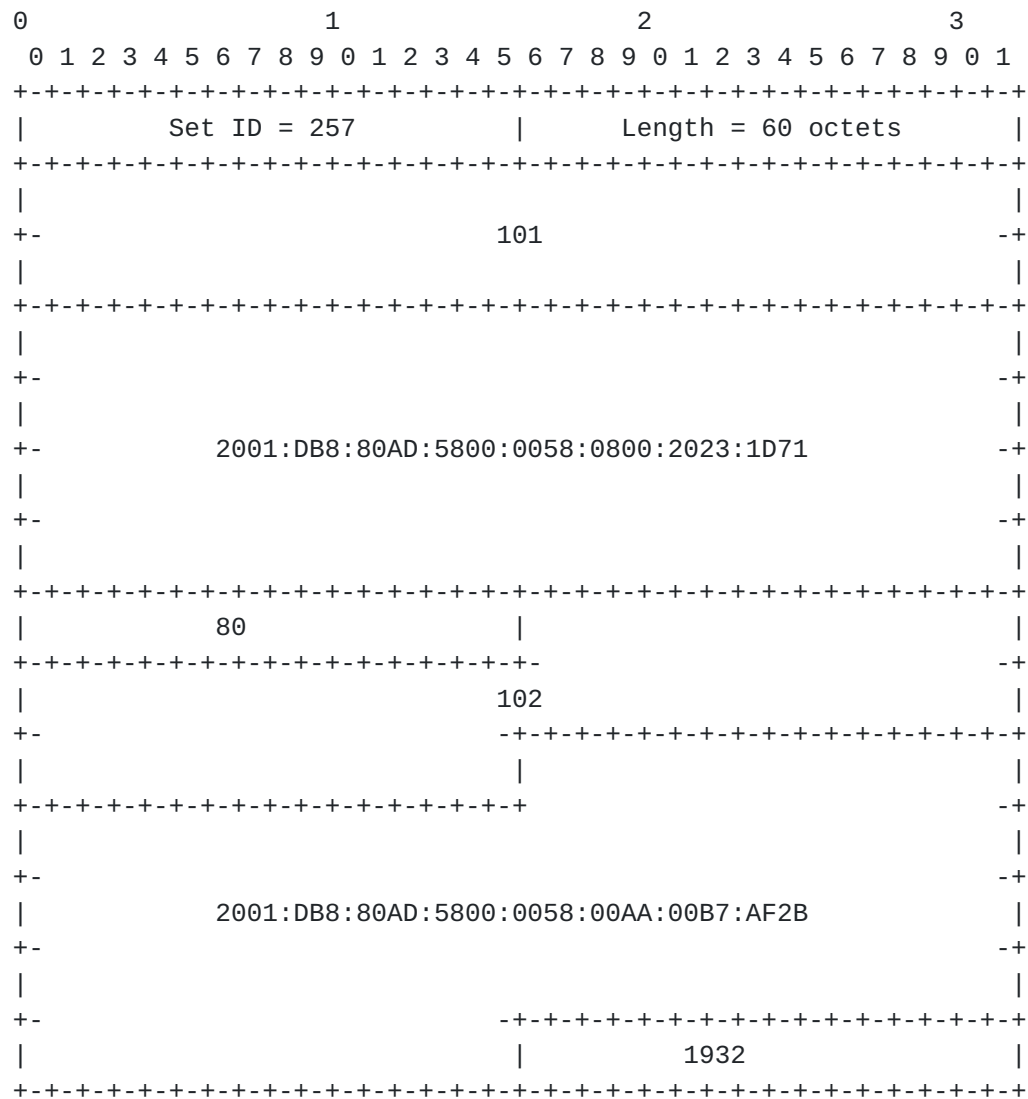 0                   1                   2                   3
 0 1 2 3 4 5 6 7 8 9 0 1 2 3 4 5 6 7 8 9 0 1 2 3 4 5 6 7 8 9 0 1
+-+-+-+-+-+-+-+-+-+-+-+-+-+-+-+-+-+-+-+-+-+-+-+-+-+-+-+-+-+-+-+-+
|         Set ID = 257          |      Length = 60 octets       |
+-+-+-+-+-+-+-+-+-+-+-+-+-+-+-+-+-+-+-+-+-+-+-+-+-+-+-+-+-+-+-+-+
|                                                               |
+-                             101                             -+
|                                                               |
+-+-+-+-+-+-+-+-+-+-+-+-+-+-+-+-+-+-+-+-+-+-+-+-+-+-+-+-+-+-+-+-+
|                                                               |
+-                                                             -+
|                                                               |
+-           2001:DB8:80AD:5800:0058:0800:2023:1D71            -+
|                                                               |
+-                                                             -+
|                                                               |
+-+-+-+-+-+-+-+-+-+-+-+-+-+-+-+-+-+-+-+-+-+-+-+-+-+-+-+-+-+-+-+-+
|            80                 |                               |
+-+-+-+-+-+-+-+-+-+-+-+-+-+-+-+-+-                             -+
|                              102                              |
+-                             -+-+-+-+-+-+-+-+-+-+-+-+-+-+-+-+-+
|                               |                               |
+-+-+-+-+-+-+-+-+-+-+-+-+-+-+-+-+                              -+
|                                                               |
+-                                                             -+
|            2001:DB8:80AD:5800:0058:00AA:00B7:AF2B             |
+-                                                             -+
|                                                               |
+-                             -+-+-+-+-+-+-+-+-+-+-+-+-+-+-+-+-+
|                               |          1932                 |
+-+-+-+-+-+-+-+-+-+-+-+-+-+-+-+-+-+-+-+-+-+-+-+-+-+-+-+-+-+-+-+-+